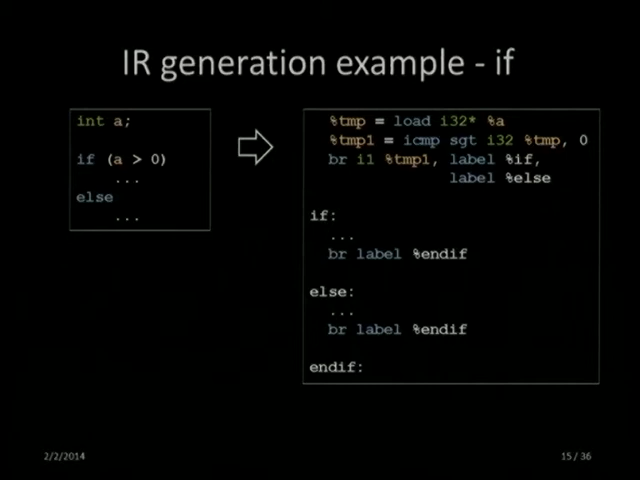 IR generation example - if
int a;
if (a > 0)
...
else
...
%tmp = load i32* %a
%tmp1 = icmp sgt i32 %tmp, 0
br i1 %tmp1, label %if,
label %else
if:
...
br label %endif
else:
...
br label %endif
endif:
2/2/2014
15 / 36